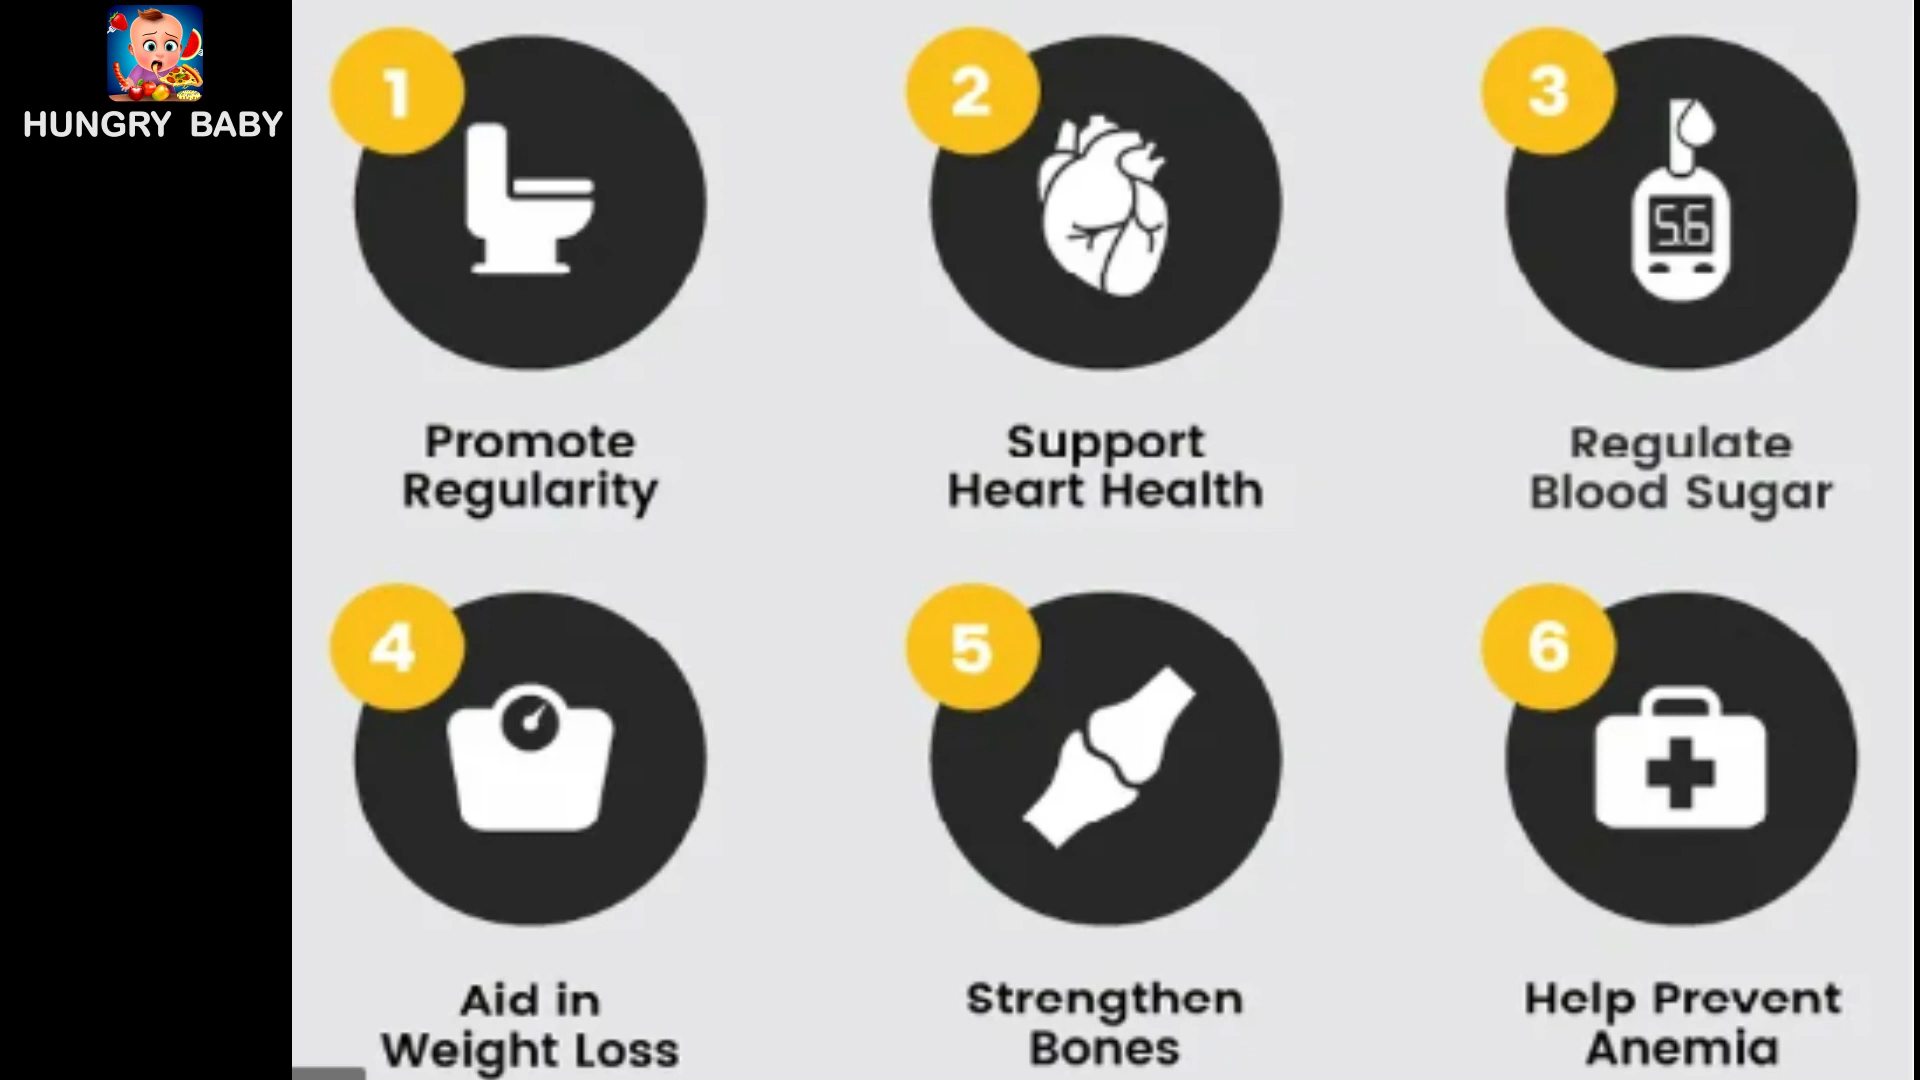 HUNGRY BABY
1
2
3
5.6
Promote
Regularity
Support
Heart Health
Regulate
Blood Sugar
4
5
6
Aid in
Weight Loss
Strengthen
Bones
Help Prevent
Anemia